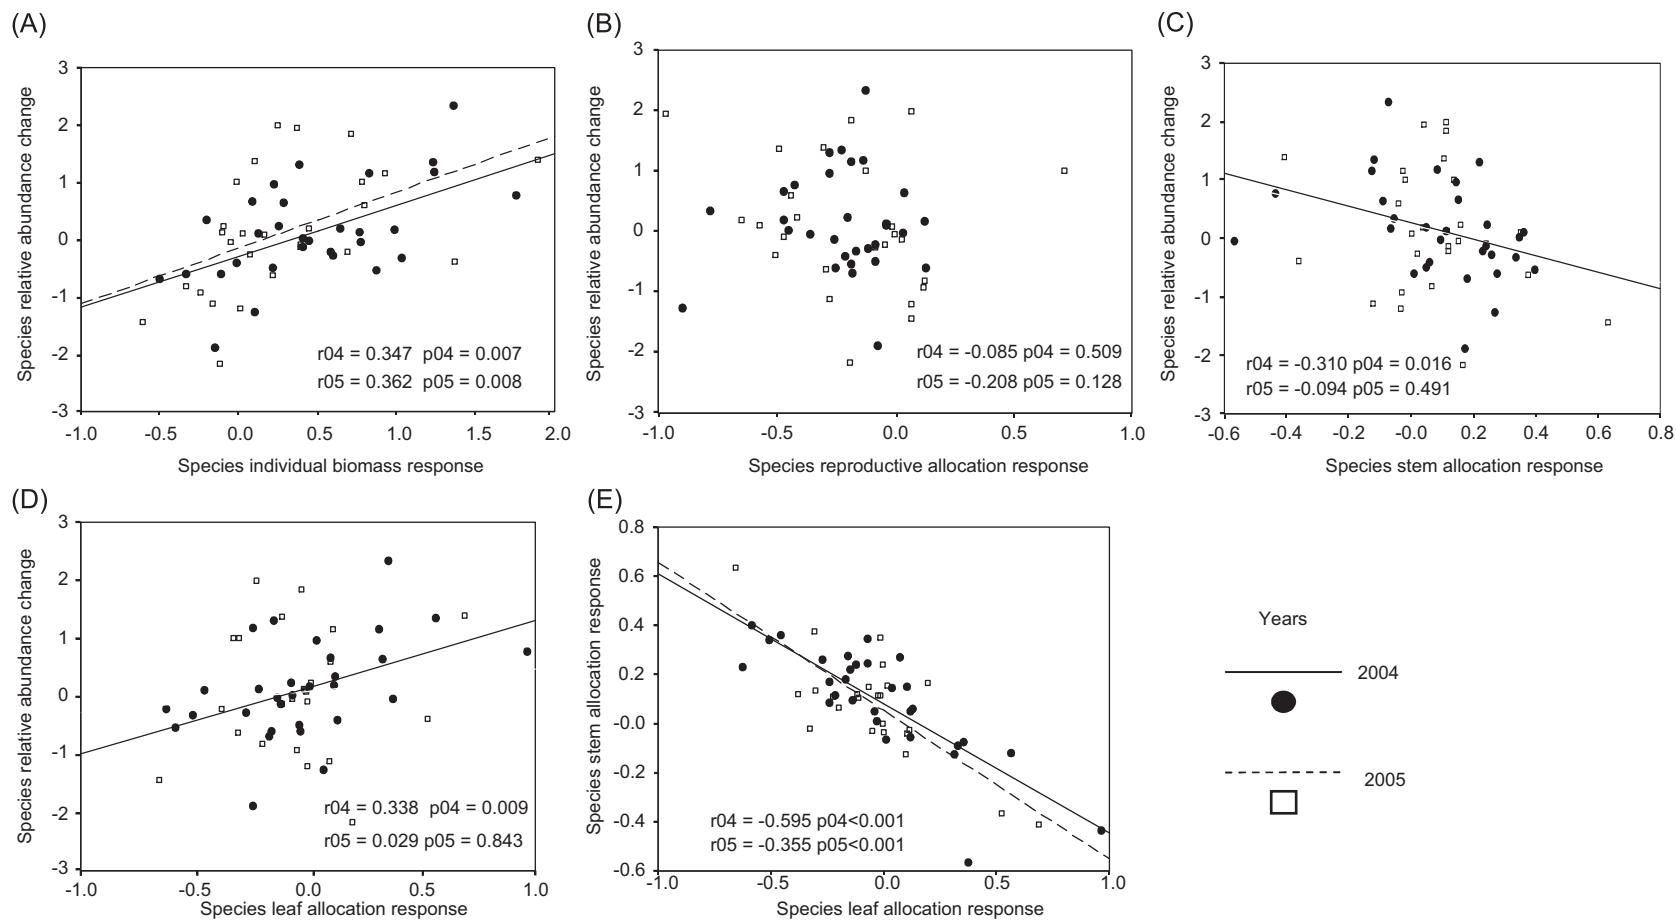 (A)
3
2
1
0
-1
-2
-3
Species relative abundance change
r04 = 0.347 p04 = 0.007
r05 = 0.362 p05 = 0.008
-1.0 -0.5 0.0 0.5 1.0 1.5 2.0
Species individual biomass response
(B)
3
2
1
0
-1
-2
-3
Species relative abundance change
r04 = -0.085 p04 = 0.509
r05 = -0.208 p05 = 0.128
-1.0 -0.5 0.0 0.5 1.0
Species reproductive allocation response
(C)
3
2
1
0
-1
-2
-3
Species relative abundance change
r04 = -0.310 p04 = 0.016
r05 = -0.094 p05 = 0.491
-0.6 -0.4 -0.2 -0.0 0.2 0.4 0.6 0.8
Species stem allocation response
(D)
3
2
1
0
-1
-2
-3
Species relative abundance change
r04 = 0.338 p04 = 0.009
r05 = 0.029 p05 = 0.843
-1.0 -0.5 0.0 0.5 1.0
Species leaf allocation response
(E)
0.8
0.6
0.4
0.2
-0.0
-0.2
-0.4
-0.6
Species stem allocation response
r04 = -0.595 p04<0.001
r05 = -0.355 p05<0.001
-1.0 -0.5 0.0 0.5 1.0
Species leaf allocation response
Years
2004
2005